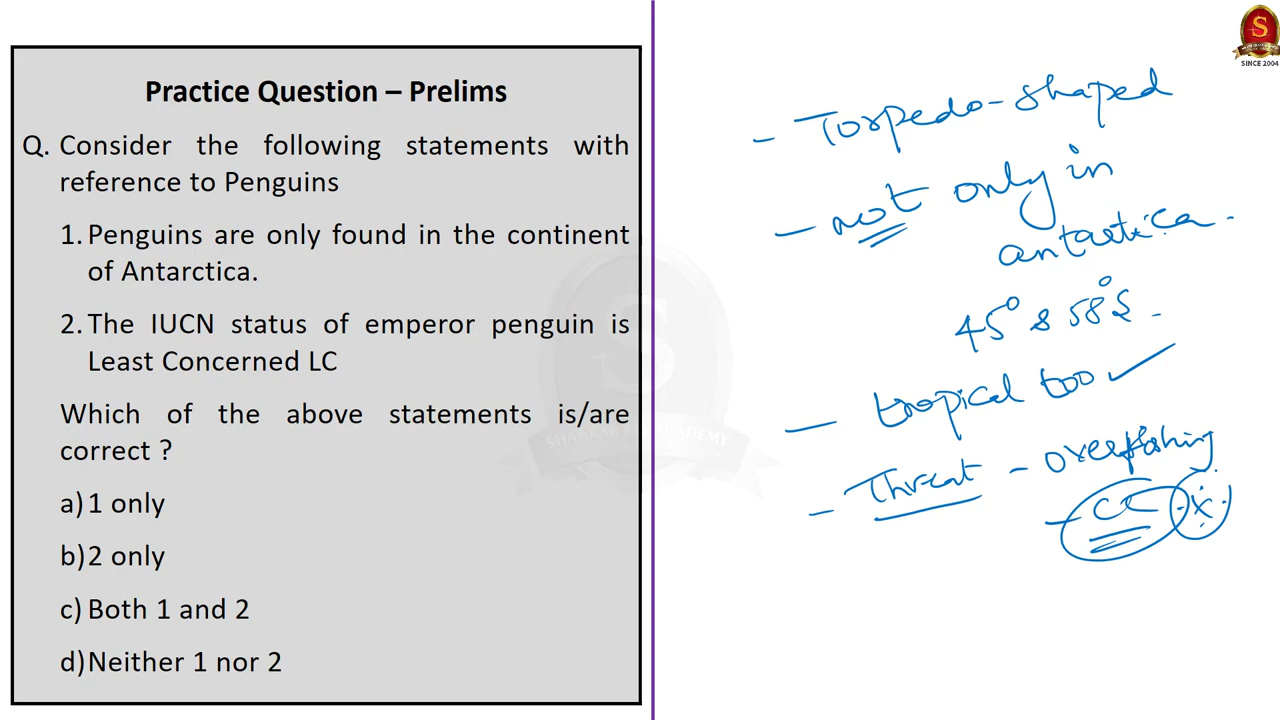 Practice Question – Prelims
Q. Consider the following statements with
reference to Penguins
1. Penguins are only found in the continent
of Antarctica.
2. The IUCN status of emperor penguin is
Least Concerned LC
Which of the above statements is/are
correct ?
a) 1 only
b) 2 only
c) Both 1 and 2
d) Neither 1 nor 2
S
SINCE 2004
- Torpedo-shaped
- not only in
antartica.
45° & 58° S.
- tropical too ✓
- Threat - overfishing
- CC